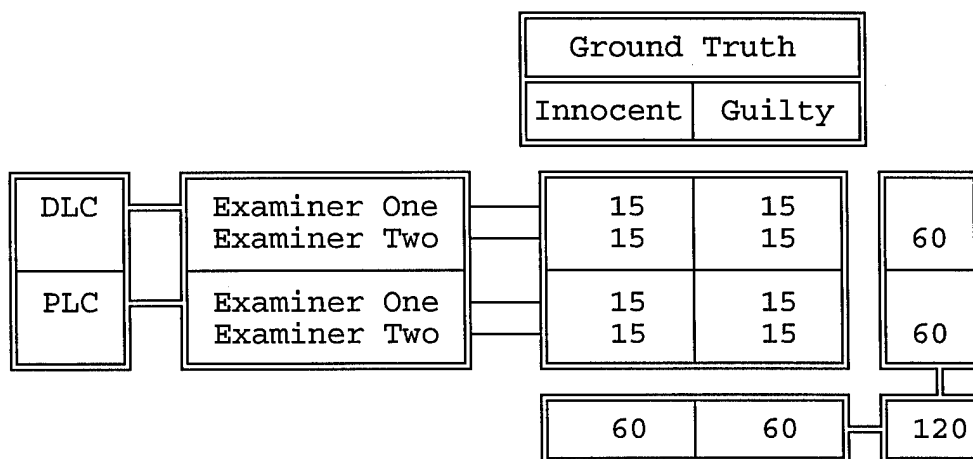 Ground Truth
Innocent Guilty
DLC Examiner One 15 15
Examiner Two 15 15 60
PLC Examiner One 15 15
Examiner Two 15 15 60
60 60 120